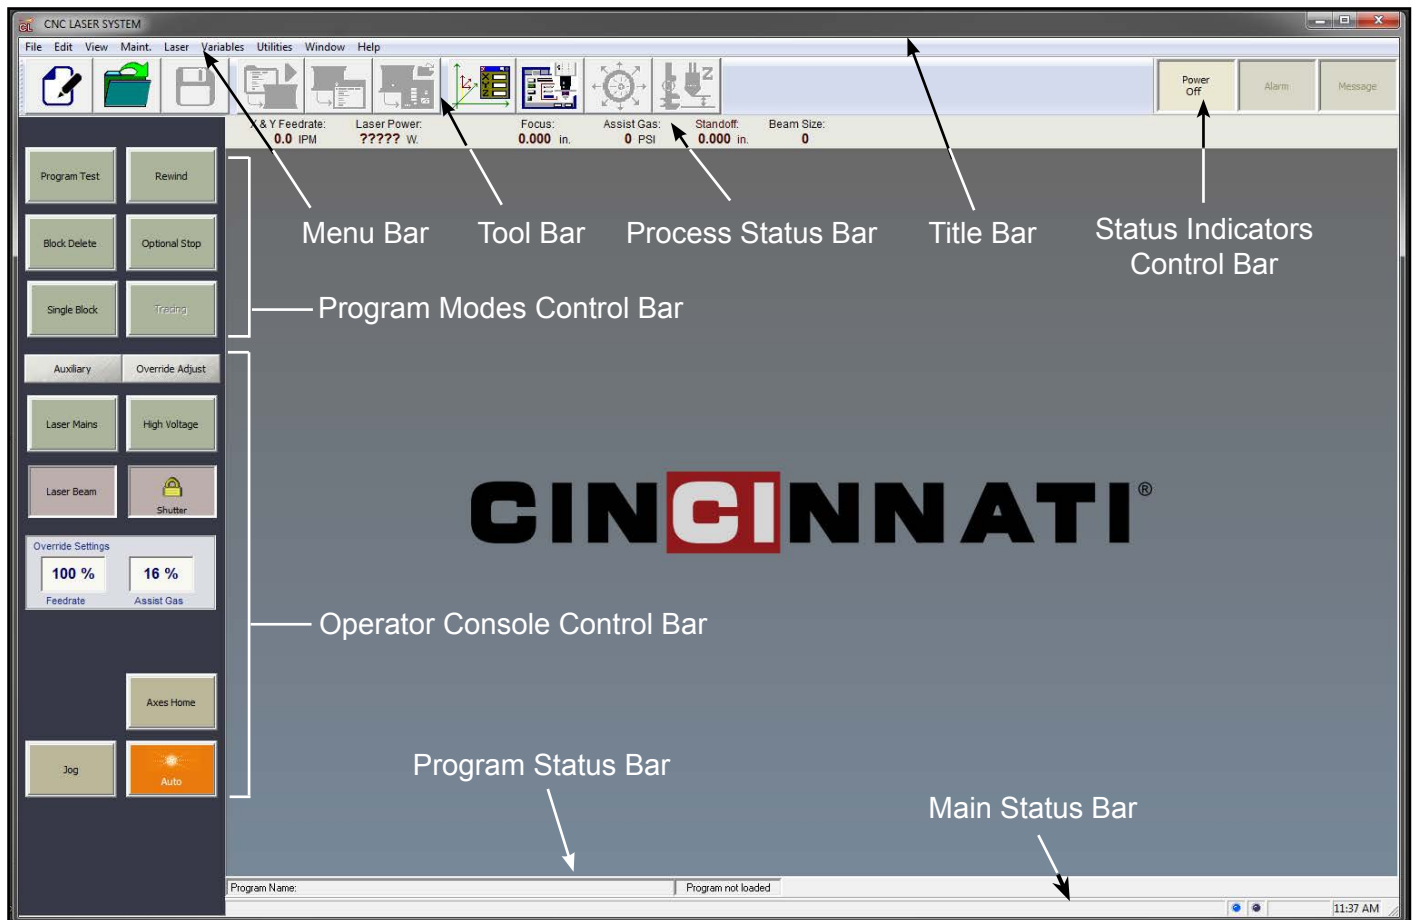 CL CNC LASER SYSTEM
File Edit View Maint. Laser Variables Utilities Window Help
Z
X
Y
Z
Power Off
Alarm
Message
X & Y Feedrate: Laser Power: Focus: Assist Gas: Standoff: Beam Size:
0.0 IPM ????? W. 0.000 in. 0 PSI 0.000 in. 0
Program Test Rewind
Menu Bar Tool Bar Process Status Bar Title Bar Status Indicators
Control Bar
Block Delete Optional Stop
Single Block Tracing
Program Modes Control Bar
Auxiliary Override Adjust
Laser Mains High Voltage
Laser Beam Shutter
CINCINNATI®
Override Settings
100 % 16 %
Feedrate Assist Gas
Operator Console Control Bar
Axes Home
Jog Auto
Program Status Bar
Main Status Bar
Program Name: Program not loaded
11:37 AM